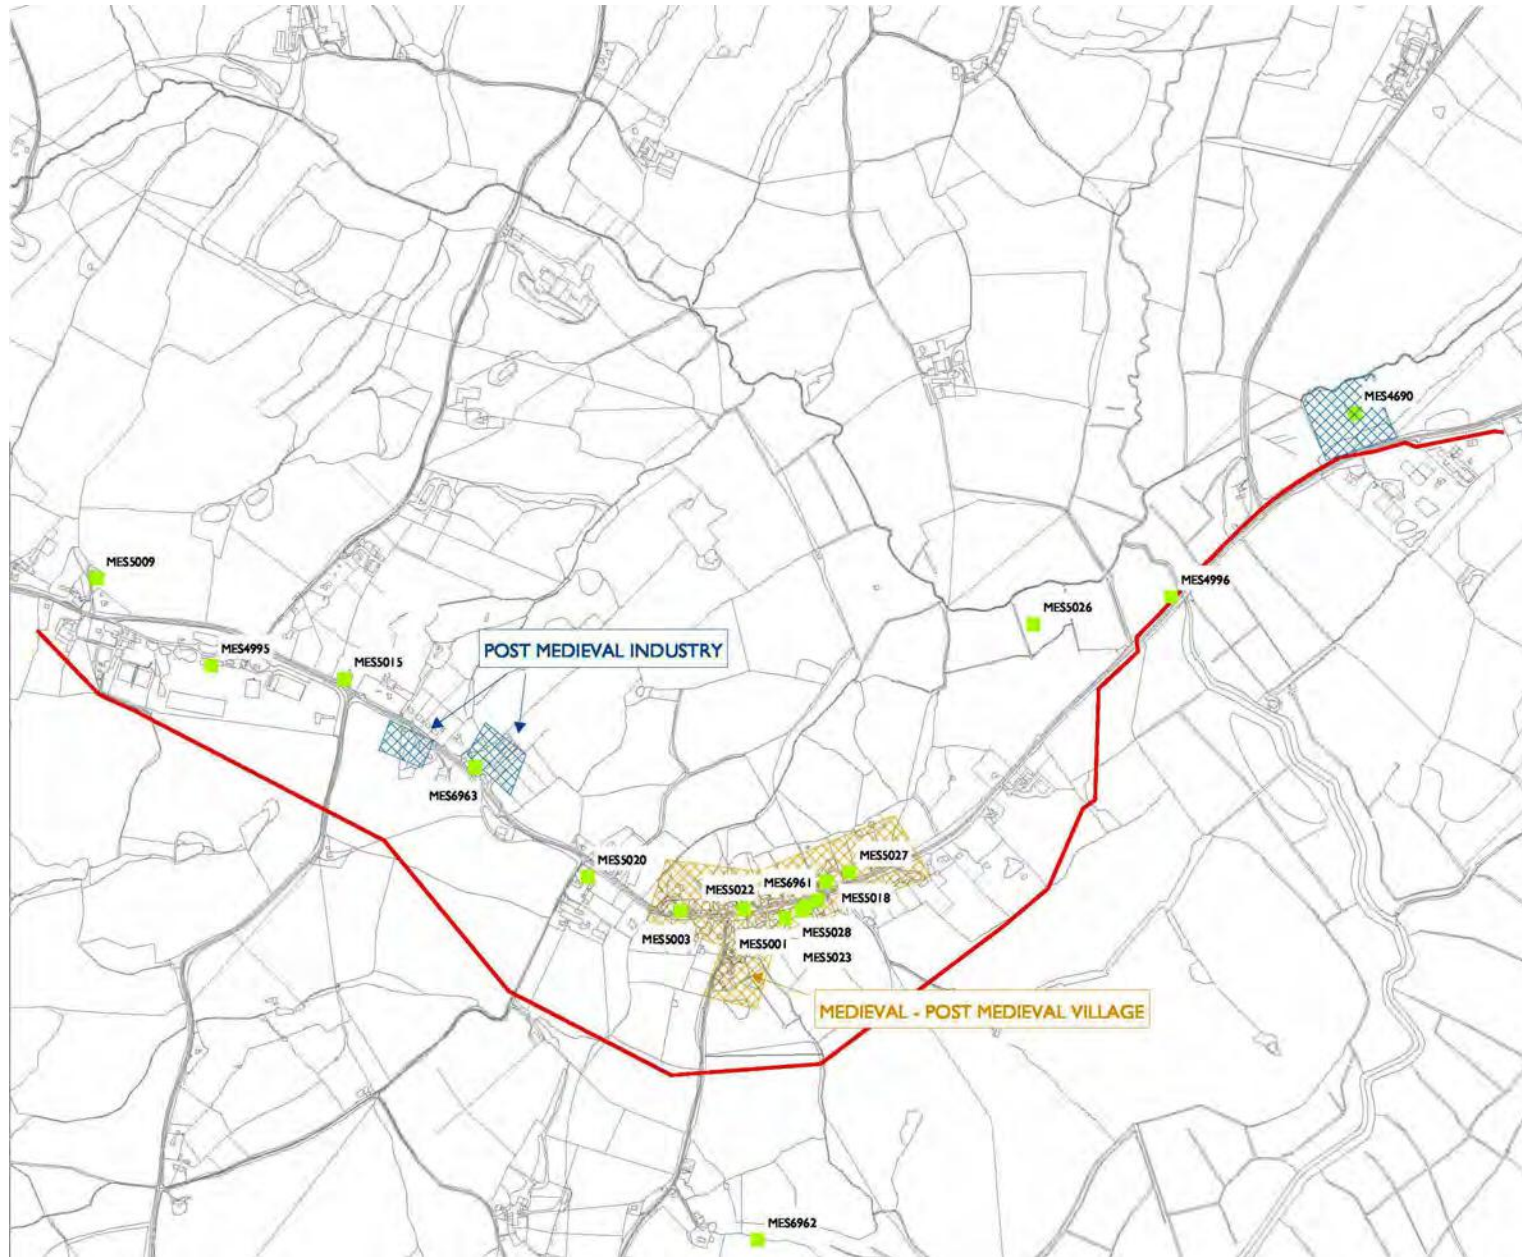 MES4690
MES5009
MES4996
MES5026
POST MEDIEVAL INDUSTRY
MES4995
MES5015
MES6963
MES5020
MES5027
MES6961
MES5022
MES5018
MES5028
MES5003
MES5001
MES5023
MEDIEVAL - POST MEDIEVAL VILLAGE
MES6962